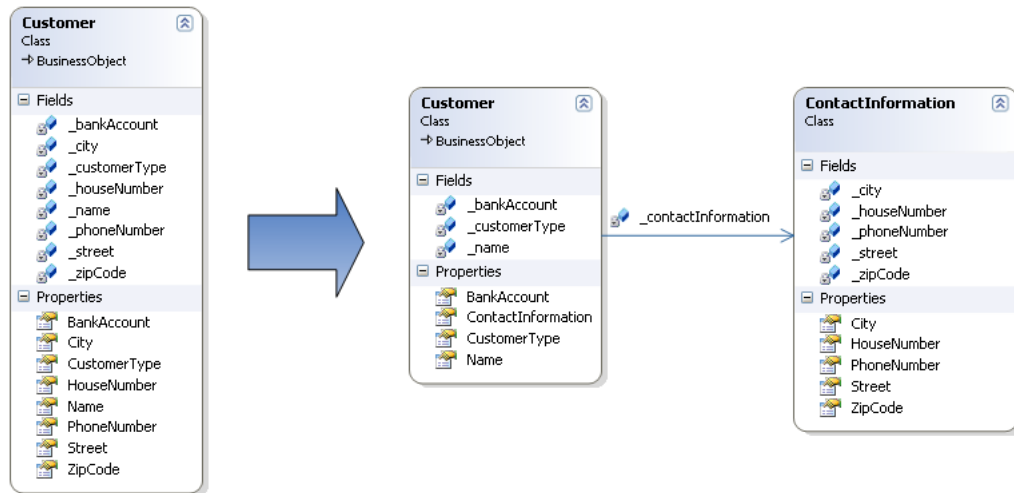 Customer
Class
BusinessObject
Fields
_bankAccount
_city
_customerType
_houseNumber
_name
_phoneNumber
_street
_zipCode
Properties
BankAccount
City
CustomerType
HouseNumber
Name
PhoneNumber
Street
ZipCode
Customer
Class
BusinessObject
Fields
_bankAccount
_customerType
_name
Properties
BankAccount
ContactInformation
CustomerType
Name
_contactInformation
ContactInformation
Class
Fields
_city
_houseNumber
_phoneNumber
_street
_zipCode
Properties
City
HouseNumber
PhoneNumber
Street
ZipCode